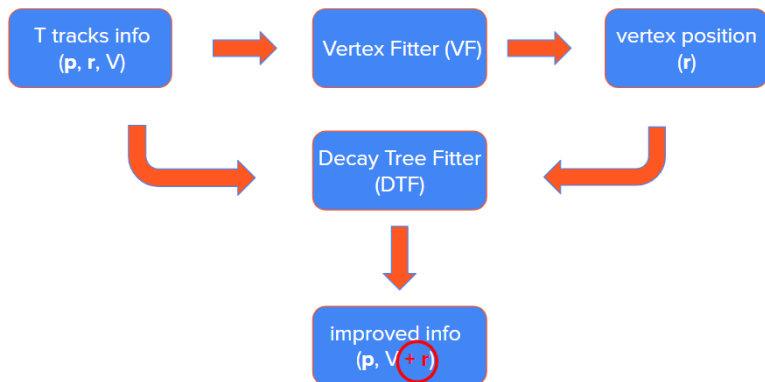 T tracks info
(p, r, V)
Vertex Fitter (VF)
vertex position
(r)
Decay Tree Fitter
(DTF)
improved info
(p, V + r)